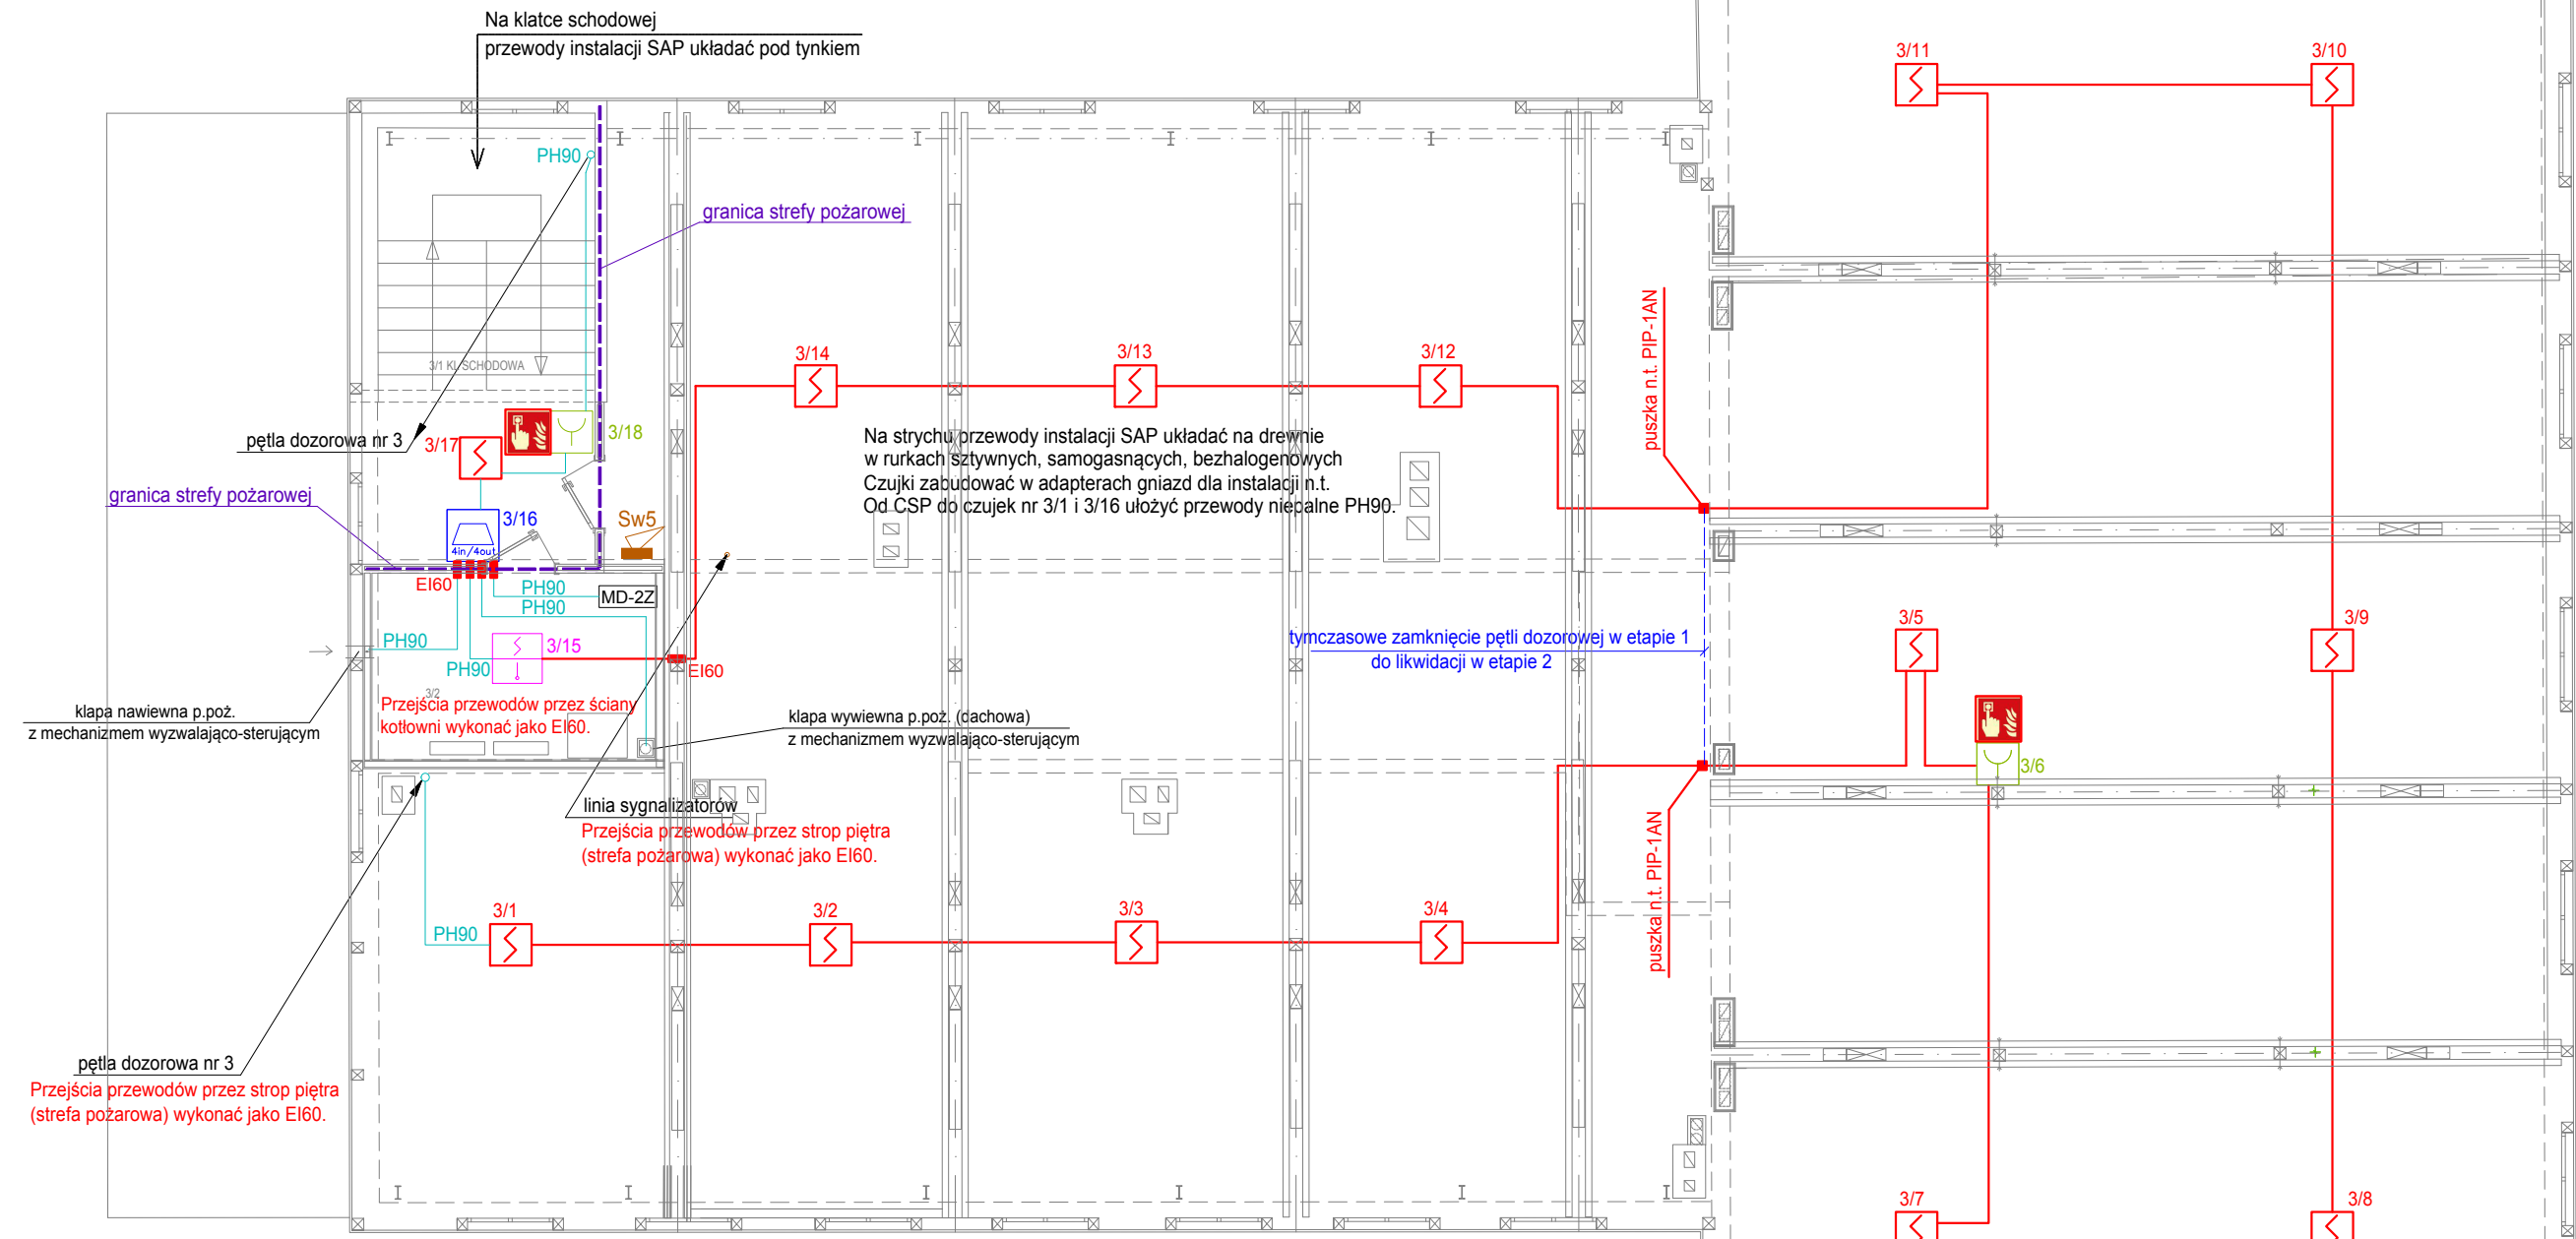 Na klatce schodowej
przewody instalacji SAP układać pod tynkiem
3/11
3/10
PH90
granica strefy pożarowej
puszka n.t. PIP-1AN
3/14
3/13
3/12
3/1 KL SCHODOWA
pętla dozorowa nr 3
3/17
3/18
Na strychu przewody instalacji SAP układać na drewnie
w rurkach sztywnych, samogasnących, bezhalogenowych
Czujki zabudować w adapterach gniazd dla instalacji n.t.
Od CSP do czujek nr 3/1 i 3/16 ułożyć przewody niepalne PH90.
granica strefy pożarowej
3/16
4in/4out
Sw5
EI60
PH90
PH90
MD-2Z
PH90
3/15
PH90
EI60
3/2
Przejścia przewodów przez ściany
kotłowni wykonać jako EI60.
tymczasowe zamknięcie pętli dozorowej w etapie 1
do likwidacji w etapie 2
3/5
3/9
3/6
klapa nawiewna p.poż.
z mechanizmem wyzwalająco-sterującym
klapa wywiewna p.poż. (dachowa)
z mechanizmem wyzwalająco-sterującym
linia sygnalizatorów
Przejścia przewodów przez strop piętra
(strefa pożarowa) wykonać jako EI60.
puszka n.t. PIP-1AN
3/1
3/2
3/3
3/4
PH90
pętla dozorowa nr 3
Przejścia przewodów przez strop piętra
(strefa pożarowa) wykonać jako EI60.
3/7
3/8